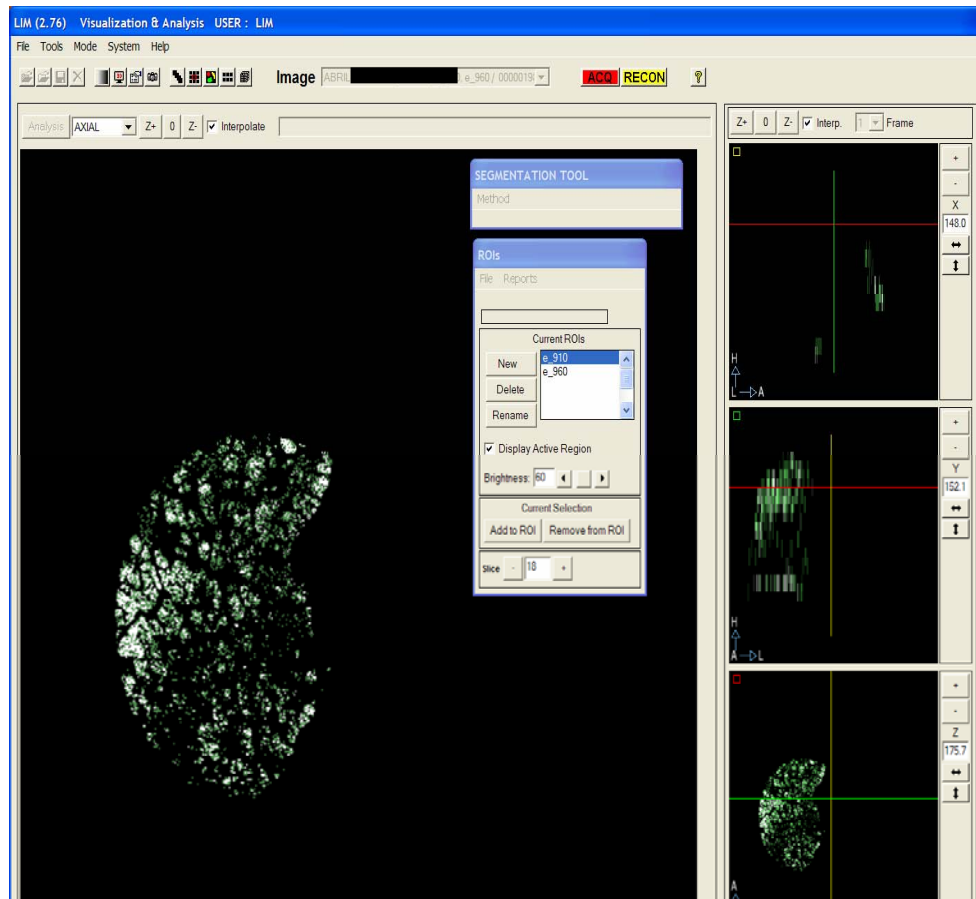 LIM (2.76) Visualization & Analysis USER : LIM
File Tools Mode System Help
Image ABRIL e_960 / 0000019 ACQ RECON ?
Analysis AXIAL Z+ 0 Z- Interpolate
Z+ 0 Z- Interp. 1 Frame
SEGMENTATION TOOL
Method
ROIs
File Reports
Current ROIs
New
Delete
Rename
e_910
e_960
Display Active Region
Brightness: 60
Current Selection
Add to ROI Remove from ROI
Slice - 18 +
+
-
X
148.0
H
L A
+
-
Y
152.1
H
A L
+
-
Z
175.7
A